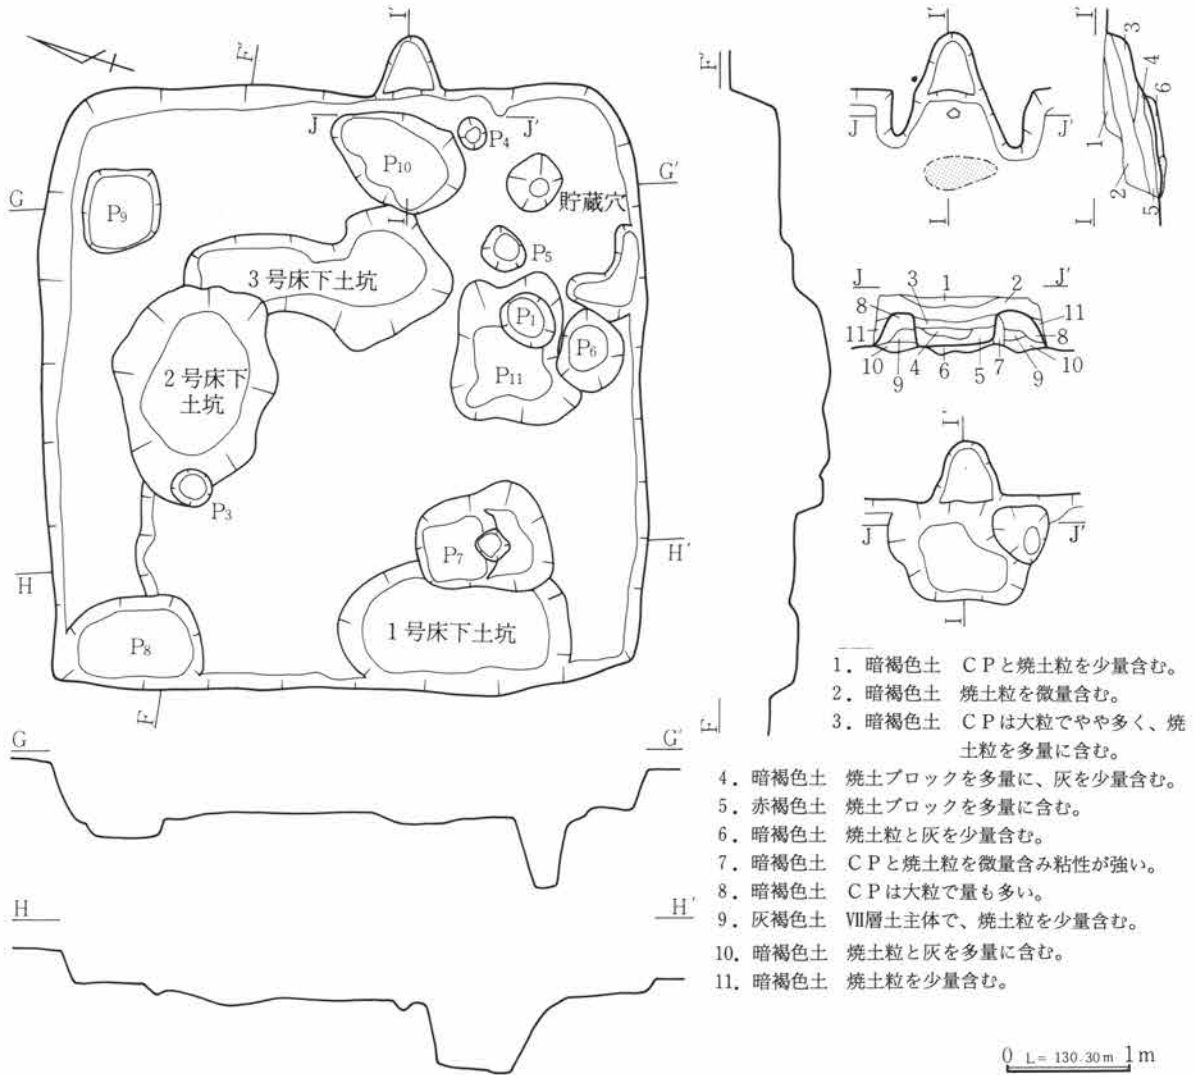 I'
F'
J
J'
P4
P10
G
G'
P9
貯蔵穴
I
P5
3号床下土坑
P1
P6
2号床下
土坑
P11
P3
P7
H
H'
P8
1号床下土坑
F
F'
F
I'
J
J'
I
I'
3
4
6
1
2
5
I
J
J'
3
1
2
8
11
11
8
10
9
4
6
5
7
9
10
I'
J
J'
I
G
G'
H
H'
1. 暗褐色土 CPと焼土粒を少量含む。
2. 暗褐色土 焼土粒を微量含む。
3. 暗褐色土 CPは大粒でやや多く、焼
土粒を多量に含む。
4. 暗褐色土 焼土ブロックを多量に、灰を少量含む。
5. 赤褐色土 焼土ブロックを多量に含む。
6. 暗褐色土 焼土粒と灰を少量含む。
7. 暗褐色土 CPと焼土粒を微量含み粘性が強い。
8. 暗褐色土 CPは大粒で量も多い。
9. 灰褐色土 Ⅶ層土主体で、焼土粒を少量含む。
10. 暗褐色土 焼土粒と灰を多量に含む。
11. 暗褐色土 焼土粒を少量含む。
0 L=130.30m 1m